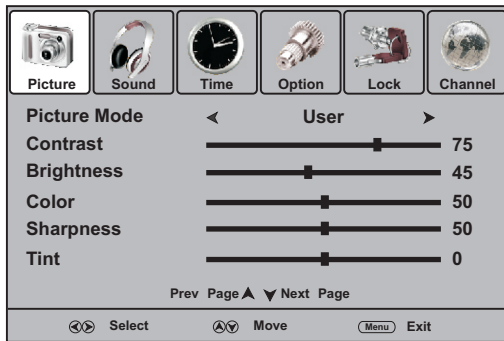 Picture Sound Time Option Lock Channel
Picture Mode User
Contrast 75
Brightness 45
Color 50
Sharpness 50
Tint 0
Prev Page Next Page
Select Move Menu Exit